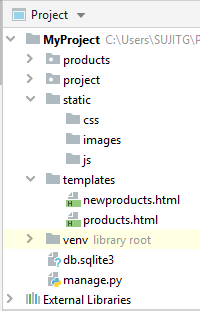 Project
MyProject C:\Users\SUJITG\P
products
project
static
css
images
js
templates
newproducts.html
products.html
venv library root
db.sqlite3
manage.py
External Libraries